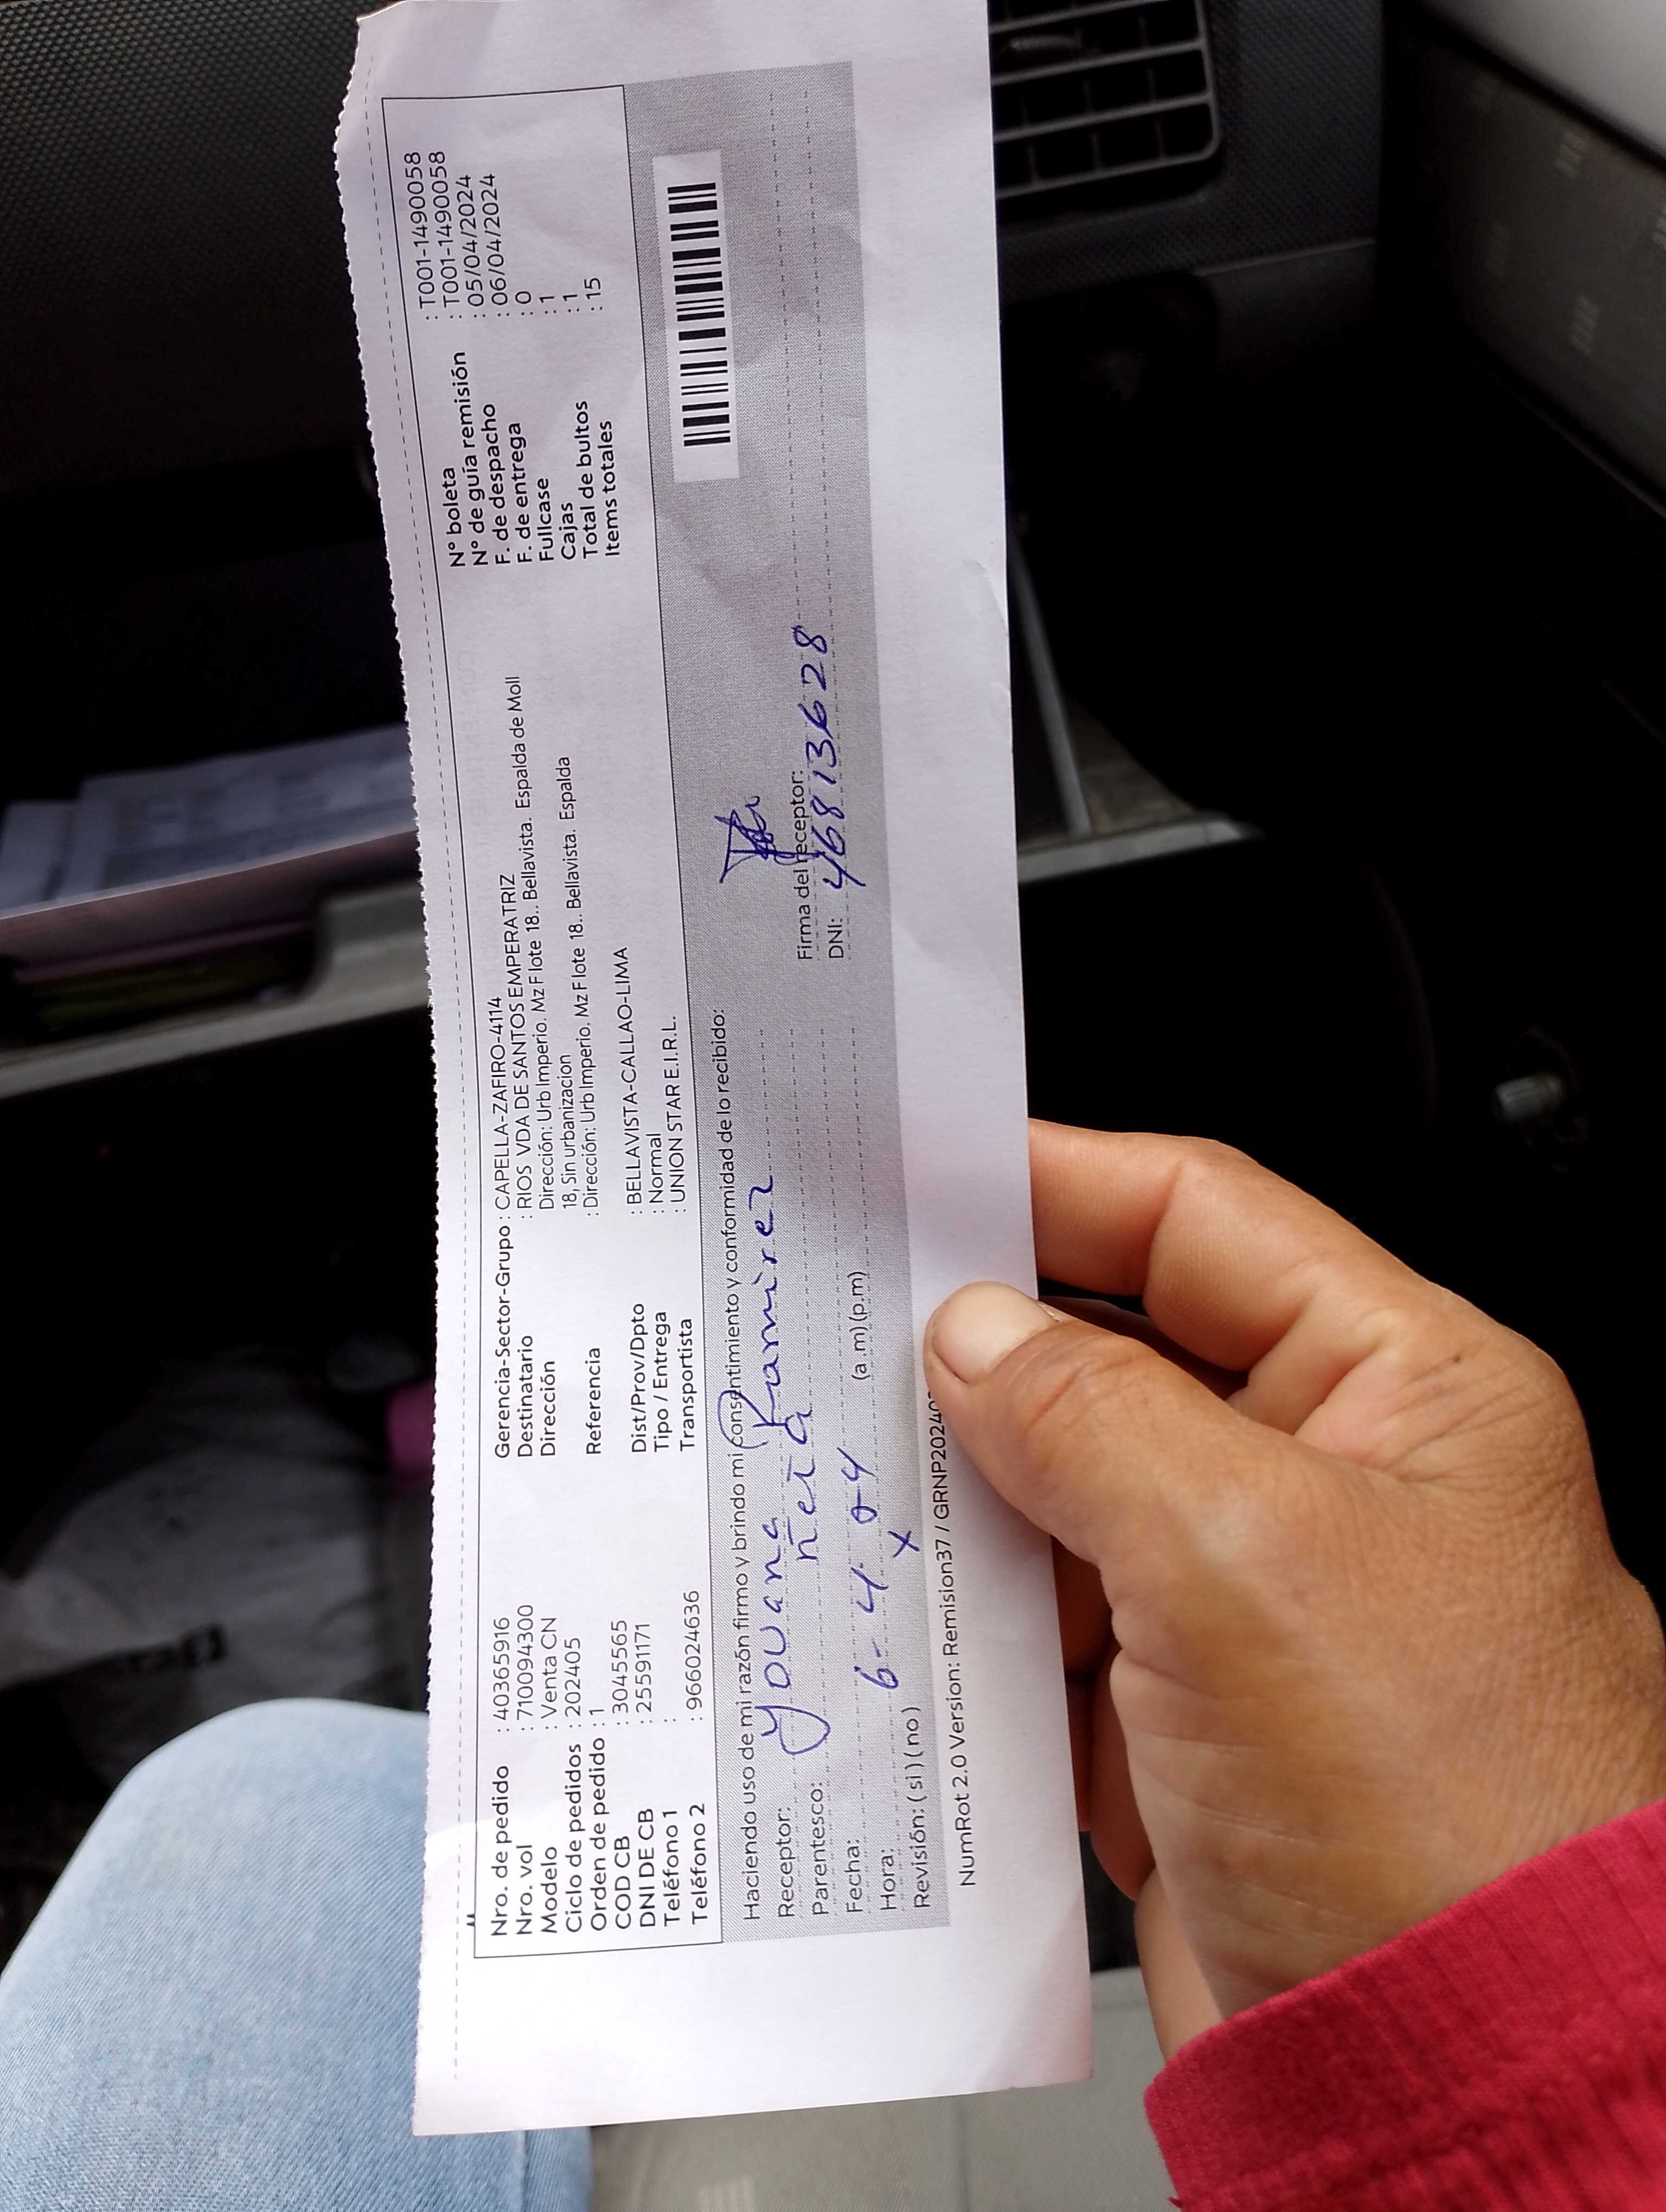 Nro. de pedido : 40365916
Nro. vol : 710094300
Modelo : Venta CN
Ciclo de pedidos : 202405
Orden de pedido : 1
COD CB : 3045565
DNI DE CB : 25591171
Teléfono 1 :
Teléfono 2 : 966024636
Gerencia-Sector-Grupo : CAPELLA-ZAFIRO-4114
Destinatario : RIOS VDA DE SANTOS EMPERATRIZ
Dirección Dirección: Urb Imperio. Mz F lote 18.. Bellavista. Espalda de Moll
18, Sin urbanizacion
Referencia : Dirección: Urb Imperio. Mz F lote 18.. Bellavista. Espalda
Dist/Prov/Dpto : BELLAVISTA-CALLAO-LIMA
Tipo / Entrega : Normal
Transportista : UNION STAR E.I.R.L.
N° boleta : T001-1490058
N° de guía remisión : T001-1490058
F. de despacho : 05/04/2024
F. de entrega : 06/04/2024
Fullcase : 0
Cajas : 1
Total de bultos : 1
Items totales : 15
Haciendo uso de mi razón firmo y brindo mi consentimiento y conformidad de lo recibido:
Receptor: Yovana Ramirez
Parentesco:
Fecha: 6-4
Hora: (a.m) (p.m)
Revisión: ( si ) ( no ) x
Firma del receptor:
DNI: 46813628
NumRot 2.0 Version: Remision37 / GRNP20240